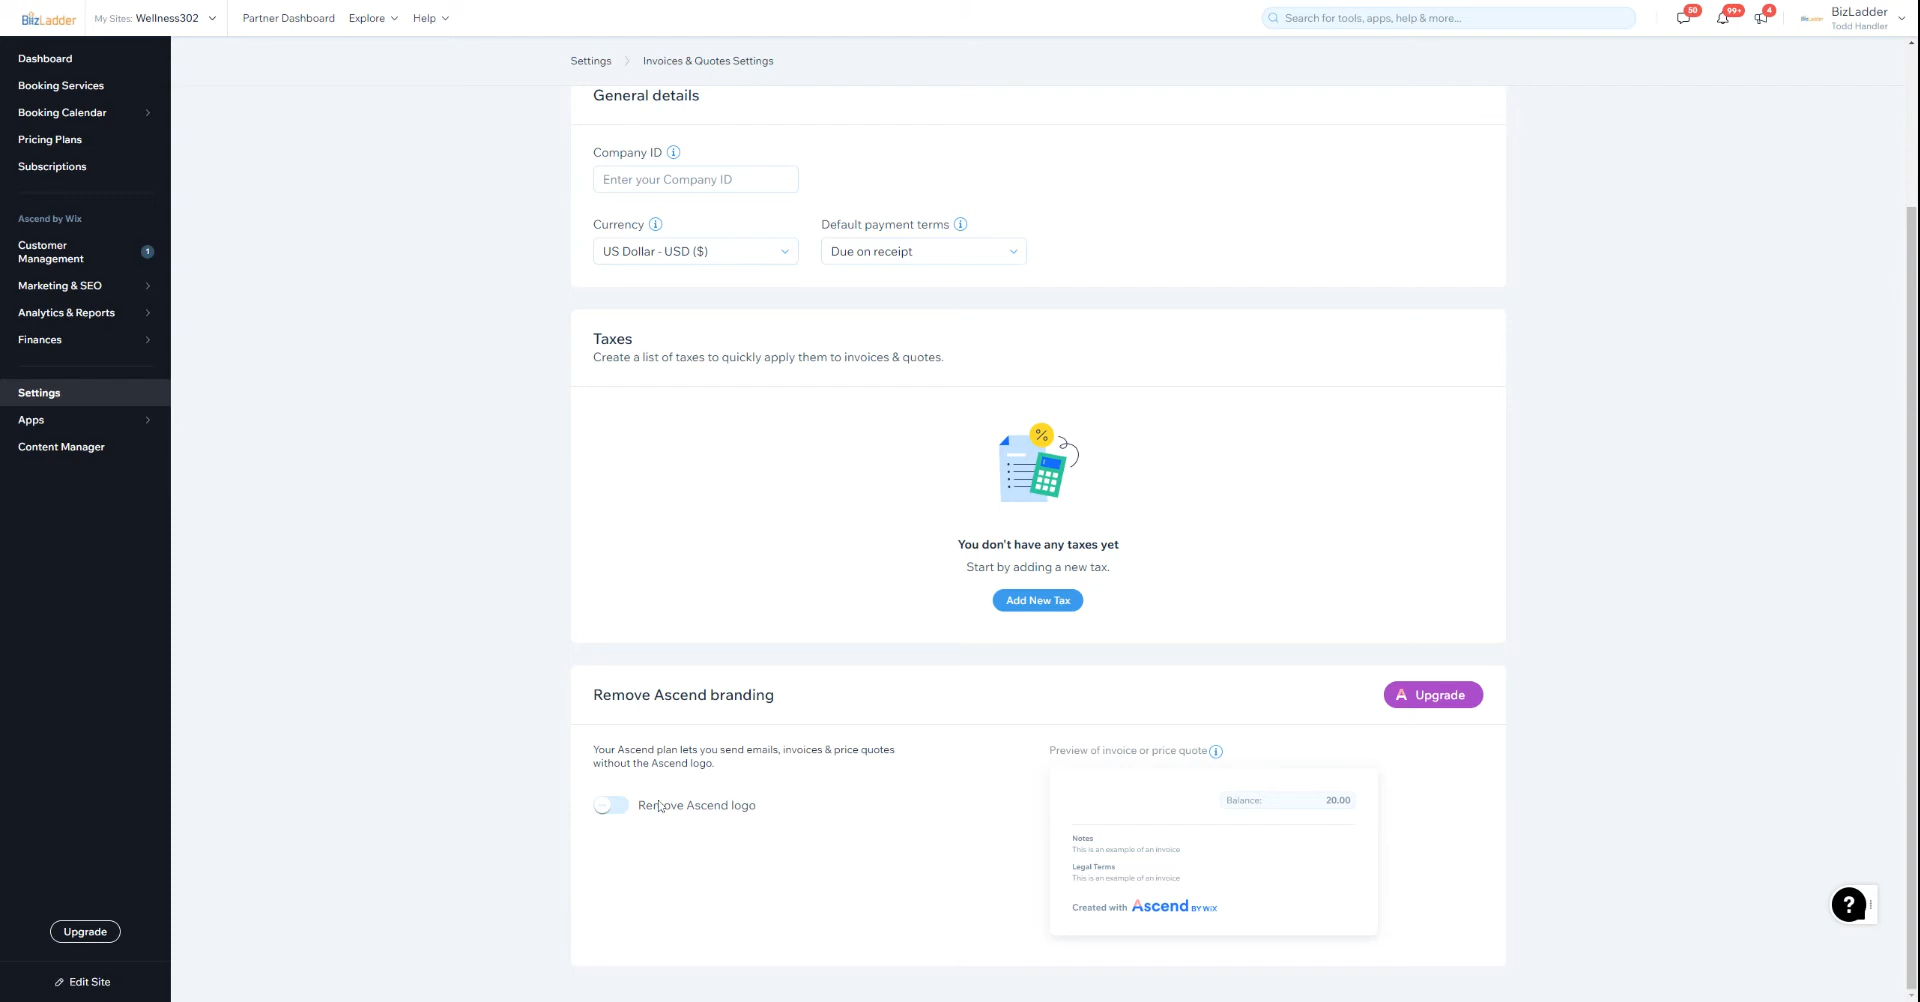 BizLadder
My Sites: Wellness302
Partner Dashboard
Explore
Help
Search for tools, apps, help & more...
50
99+
4
BizLadder
Todd Handler
Dashboard
Booking Services
Booking Calendar
Pricing Plans
Subscriptions
Ascend by Wix
Customer
Management
1
Marketing & SEO
Analytics & Reports
Finances
Settings
Apps
Content Manager
Upgrade
Edit Site
Settings
Invoices & Quotes Settings
General details
Company ID
Enter your Company ID
Currency
Default payment terms
US Dollar - USD ($)
Due on receipt
Taxes
Create a list of taxes to quickly apply them to invoices & quotes.
%
You don't have any taxes yet
Start by adding a new tax.
Add New Tax
Remove Ascend branding
Upgrade
Your Ascend plan lets you send emails, invoices & price quotes
without the Ascend logo.
Remove Ascend logo
Preview of invoice or price quote
Balance: 20.00
Notes
This is an example of an invoice
Legal Terms
This is an example of an invoice
Created with Ascend BY WIX
?